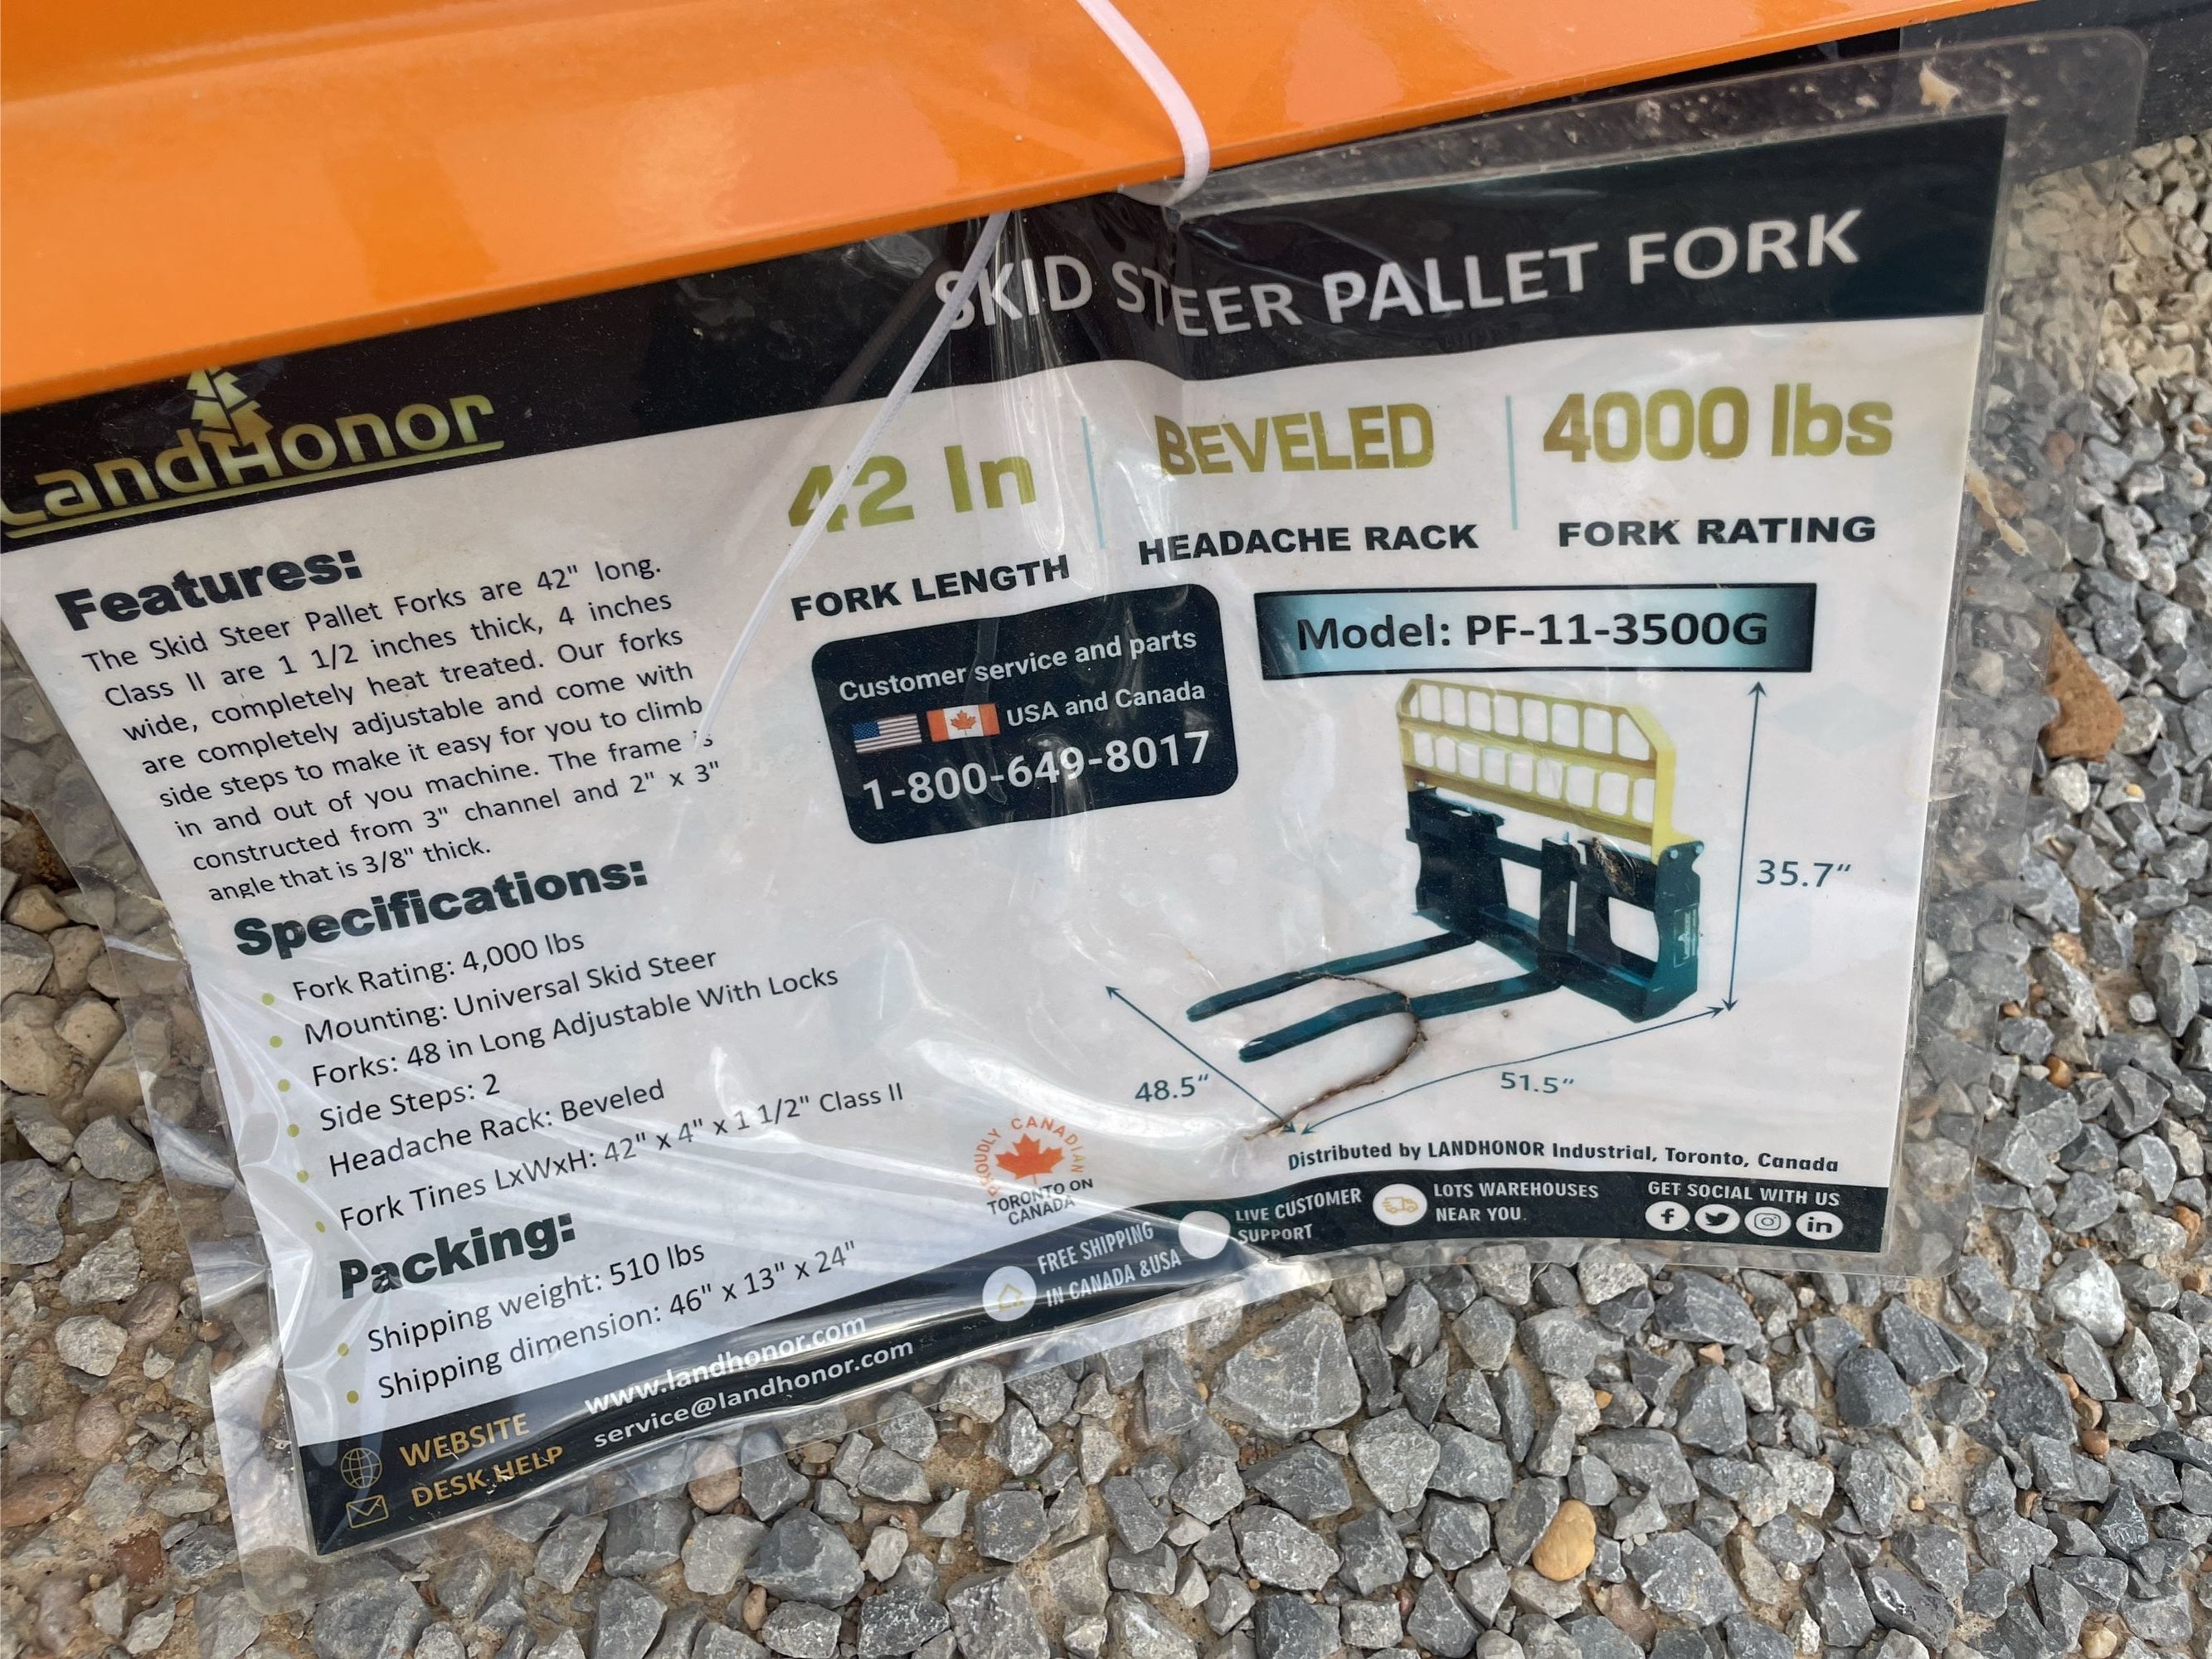 SKID STEER PALLET FORK
LandHonor
42 In
FORK LENGTH
BEVELED
HEADACHE RACK
4000 lbs
FORK RATING
Features:
The Skid Steer Pallet Forks are 42" long.
Class II are 1 1/2 inches thick, 4 inches
wide, completely heat treated. Our forks
are completely adjustable and come with
side steps to make it easy for you to climb
in and out of you machine. The frame is
constructed from 3" channel and 2" x 3"
angle that is 3/8" thick.
Customer service and parts
USA and Canada
1-800-649-8017
Model: PF-11-3500G
35.7"
48.5"
51.5"
Specifications:
Fork Rating: 4,000 lbs
Mounting: Universal Skid Steer
Forks: 48 in Long Adjustable With Locks
Side Steps: 2
Headache Rack: Beveled
Fork Tines LxWxH: 42" x 4" x 1 1/2" Class II
Packing:
Shipping weight: 510 lbs
Shipping dimension: 46" x 13" x 24"
PROUDLY CANADIAN
TORONTO ON
CANADA
Distributed by LANDHONOR Industrial, Toronto, Canada
WEBSITE www.landhonor.com
DESK HELP service@landhonor.com
FREE SHIPPING
IN CANADA &USA
LIVE CUSTOMER
SUPPORT
LOTS WAREHOUSES
NEAR YOU.
GET SOCIAL WITH US